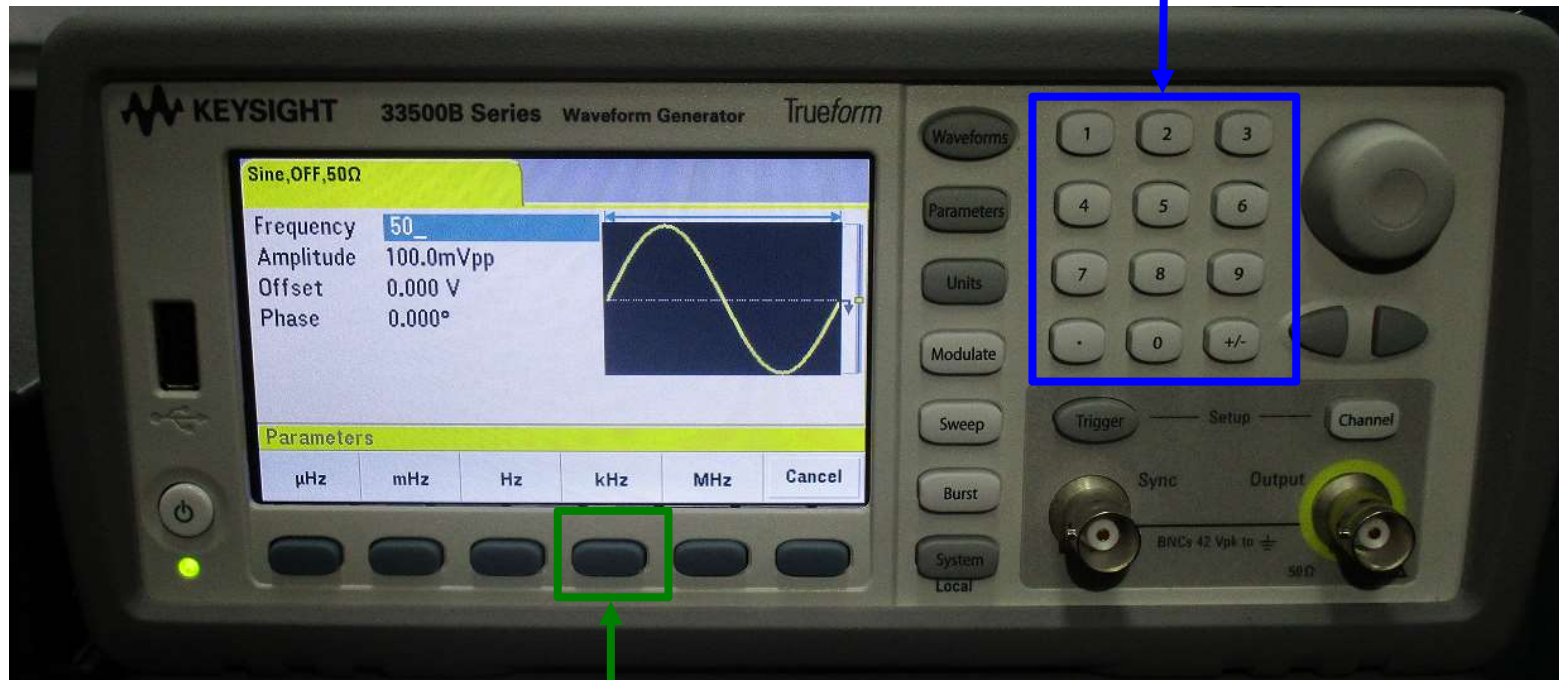 KEYSIGHT 33500B Series Waveform Generator Trueform
Sine,OFF,50Ω
Frequency 50_
Amplitude 100.0mVpp
Offset 0.000 V
Phase 0.000°
Parameters
µHz mHz Hz kHz MHz Cancel
Waveforms
Parameters
Units
Modulate
Sweep
Burst
System
Local
1 2 3
4 5 6
7 8 9
. 0 +/-
Trigger Setup Channel
Sync Output
BNCs 42 Vpk to
50Ω